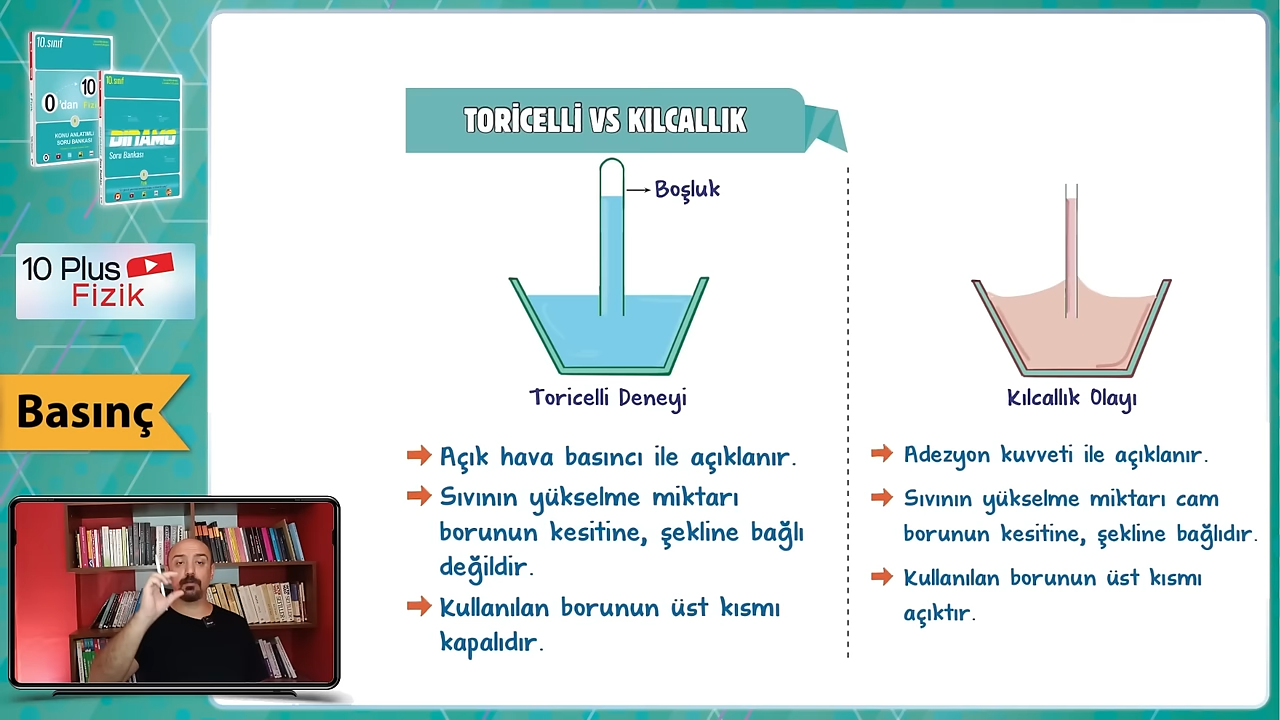 10.sınıf
10
0'dan
Fizik
KONU ANLATIMLI
SORU BANKASI
10.sınıf
DİNAMO
Soru Bankası
10 Plus
Fizik
Basınç
TORİCELLİ VS KILCALLIK
Boşluk
Toricelli Deneyi
Açık hava basıncı ile açıklanır.
Sıvının yükselme miktarı
borunun kesitine, şekline bağlı
değildir.
Kullanılan borunun üst kısmı
kapalıdır.
Kılcallık Olayı
Adezyon kuvveti ile açıklanır.
Sıvının yükselme miktarı cam
borunun kesitine, şekline bağlıdır.
Kullanılan borunun üst kısmı
açıktır.